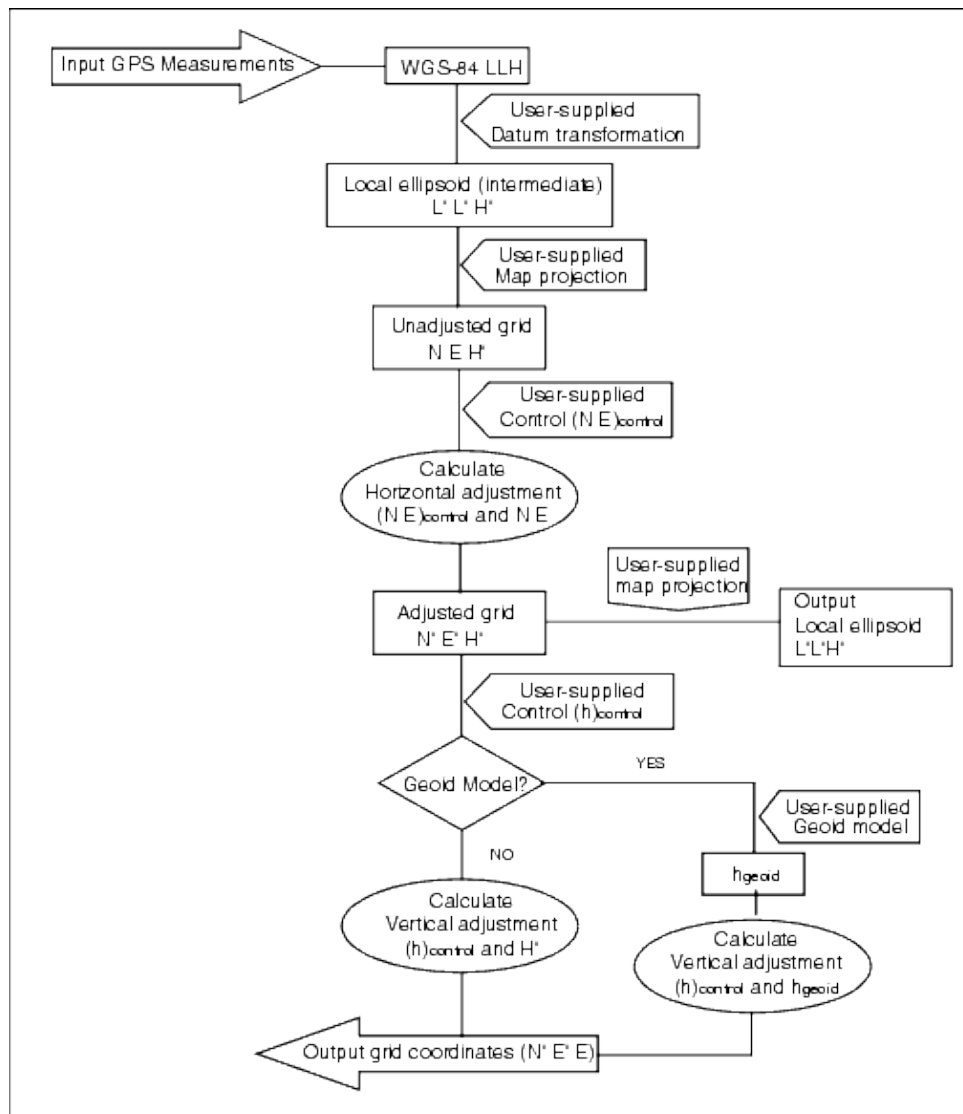 Input GPS Measurements
WGS-84 LLH
User-supplied
Datum transformation
Local ellipsoid (intermediate)
L" L" H"
User-supplied
Map projection
Unadjusted grid
N E H"
User-supplied
Control (N E)control
Calculate
Horizontal adjustment
(N E)control and N E
User-supplied
map projection
Adjusted grid
N" E" H"
Output
Local ellipsoid
L"L"H"
User-supplied
Control (h)control
Geoid Model?
YES
User-supplied
Geoid model
NO
hgeoid
Calculate
Vertical adjustment
(h)control and H"
Calculate
Vertical adjustment
(h)control and hgeoid
Output grid coordinates (N" E" E)